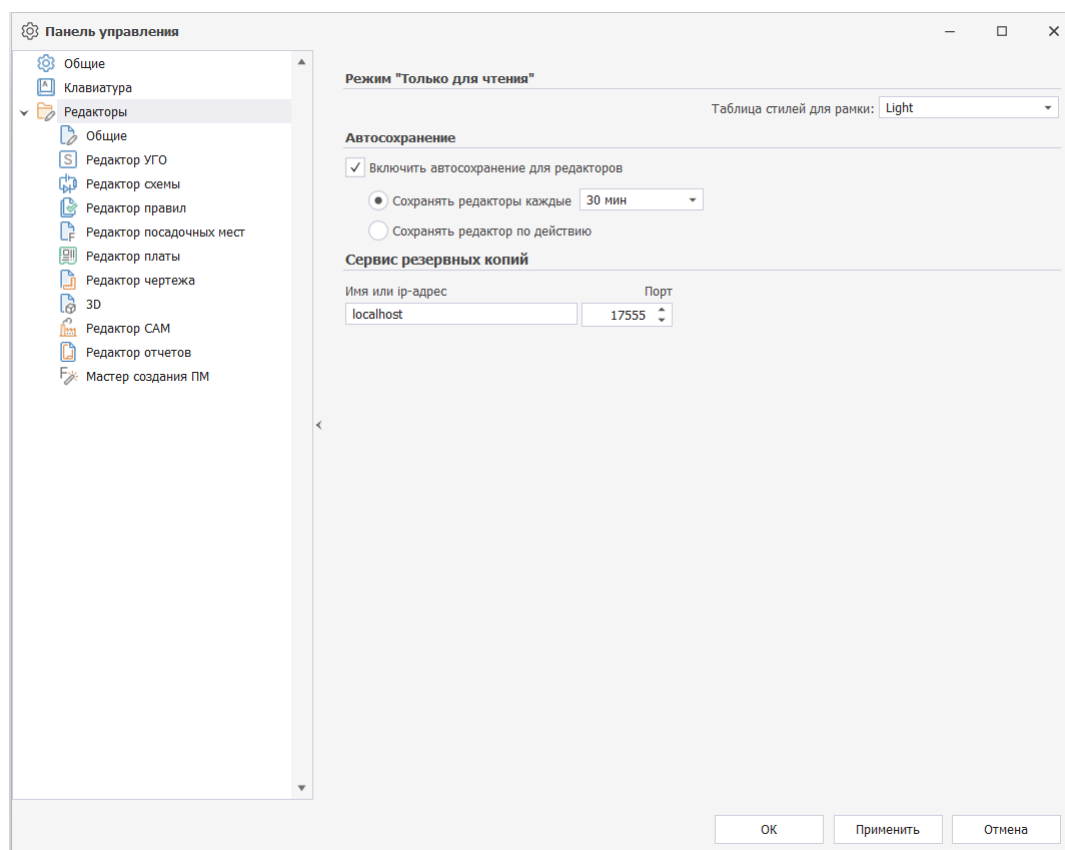 Панель управления
Общие
Клавиатура
Редакторы
Общие
Редактор УГО
Редактор схемы
Редактор правил
Редактор посадочных мест
Редактор платы
Редактор чертежа
3D
Редактор CAM
Редактор отчетов
Мастер создания ПМ
Режим "Только для чтения"
Таблица стилей для рамки: Light
Автосохранение
Включить автосохранение для редакторов
Сохранять редакторы каждые 30 мин
Сохранять редактор по действию
Сервис резервных копий
Имя или ip-адрес Порт
localhost 17555
ОК Применить Отмена